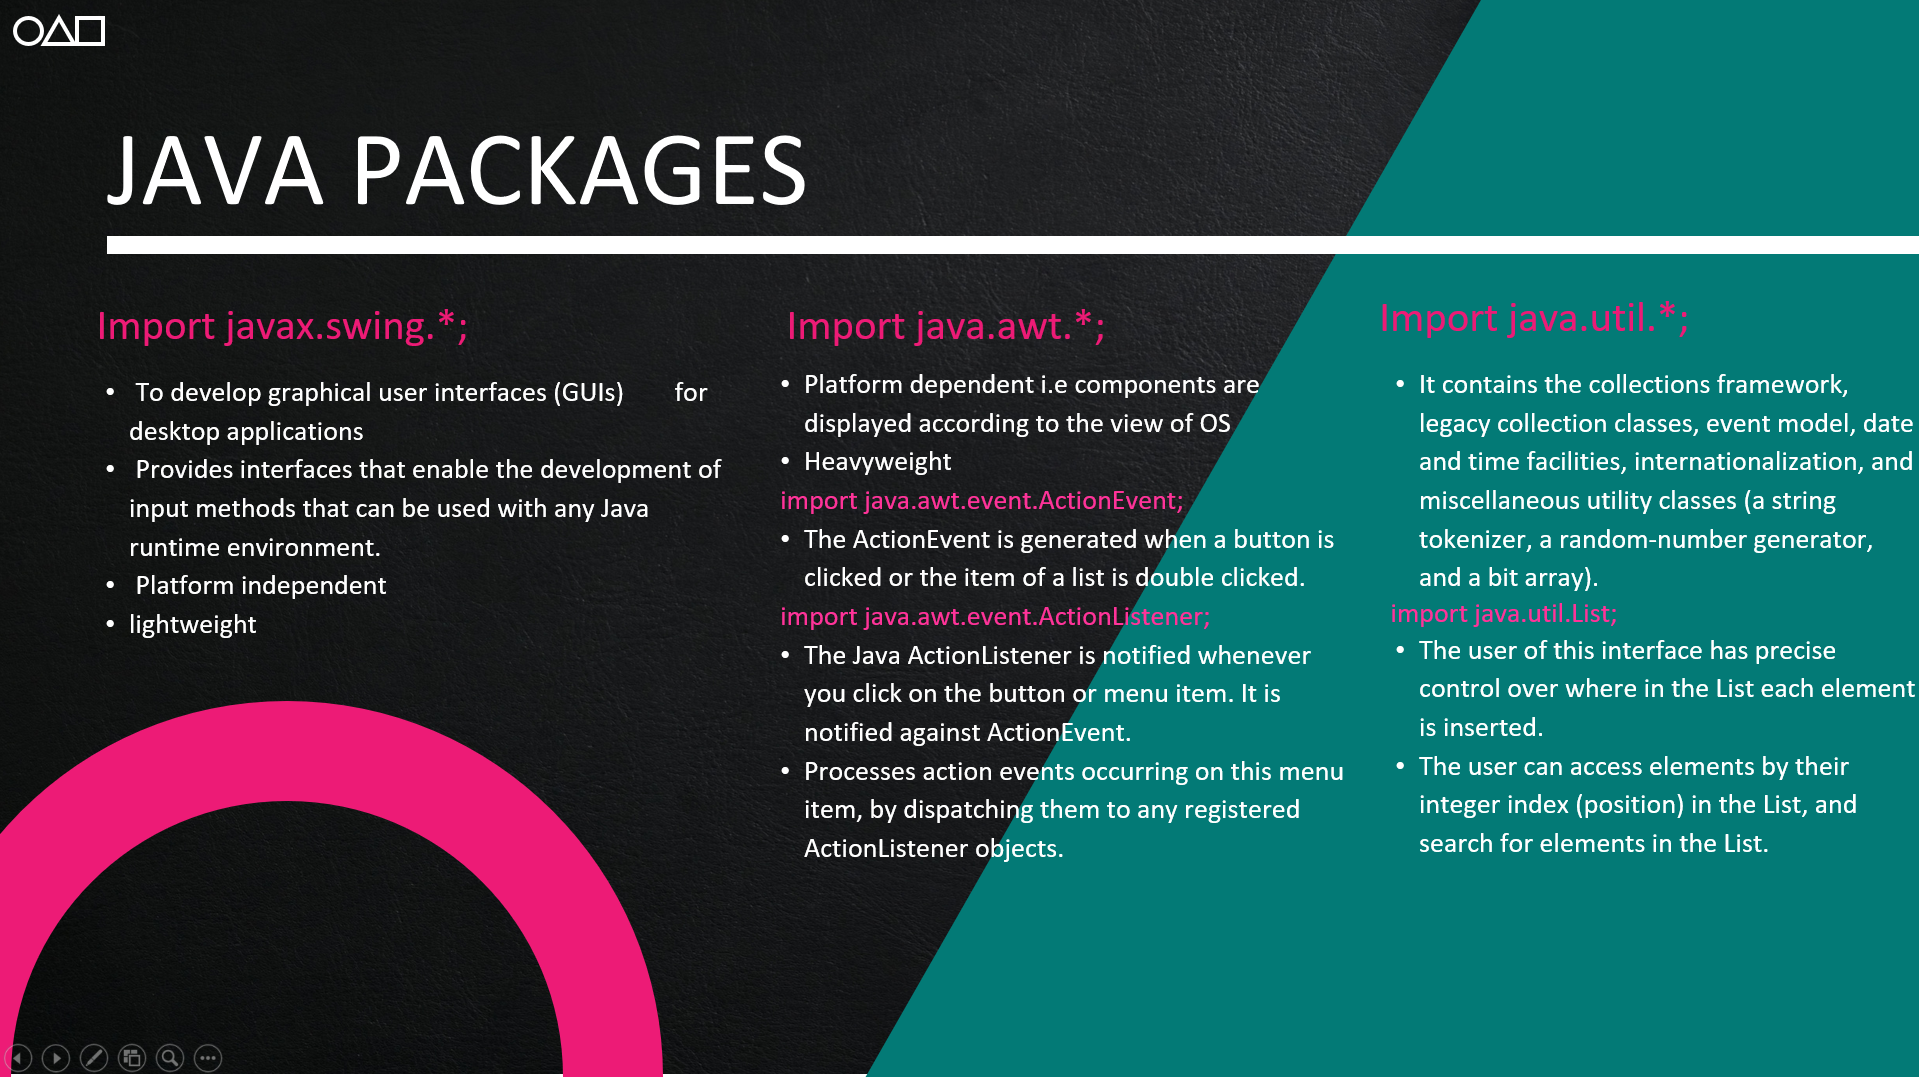 JAVA PACKAGES
Import javax.swing.*;
• To develop graphical user interfaces (GUIs) for
desktop applications
• Provides interfaces that enable the development of
input methods that can be used with any Java
runtime environment.
• Platform independent
• lightweight
Import java.awt.*;
• Platform dependent i.e components are
displayed according to the view of OS
• Heavyweight
import java.awt.event.ActionEvent;
• The ActionEvent is generated when a button is
clicked or the item of a list is double clicked.
import java.awt.event.ActionListener;
• The Java ActionListener is notified whenever
you click on the button or menu item. It is
notified against ActionEvent.
• Processes action events occurring on this menu
item, by dispatching them to any registered
ActionListener objects.
Import java.util.*;
• It contains the collections framework,
legacy collection classes, event model, date
and time facilities, internationalization, and
miscellaneous utility classes (a string
tokenizer, a random-number generator,
and a bit array).
import java.util.List;
• The user of this interface has precise
control over where in the List each element
is inserted.
• The user can access elements by their
integer index (position) in the List, and
search for elements in the List.